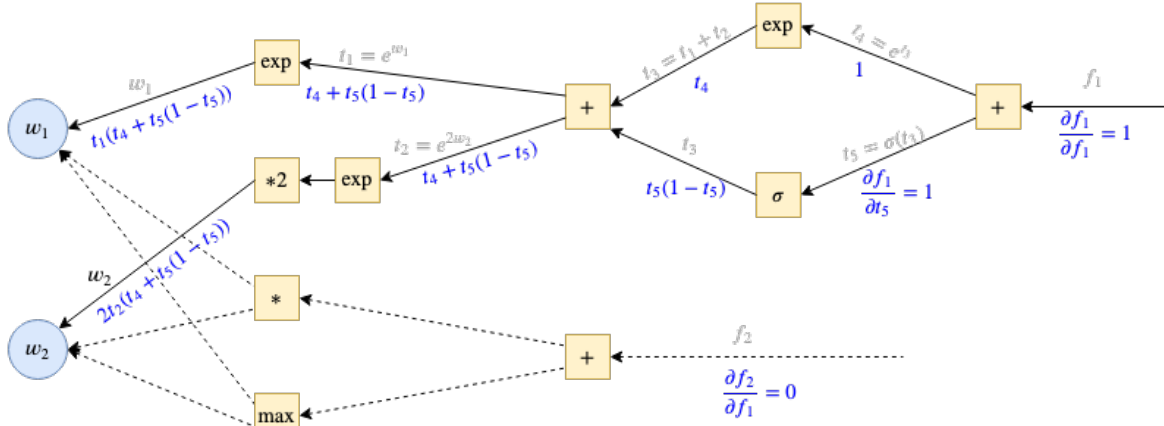 exp
t₃ = t₁ + t₂
t₄ = e^{t₃}
t₄
1
w₁
exp
t₁ = e^{w₁}
t₄ + t₅(1 − t₅)
t₁(t₄ + t₅(1 − t₅))
w₁
+
+
f₁
∂f₁/∂f₁ = 1
t₂ = e^{2w₂}
t₄ + t₅(1 − t₅)
t₃
t₅ = σ(t₃)
∗2
exp
t₅(1 − t₅)
σ
∂f₁/∂t₅ = 1
w₂
2t₂(t₄ + t₅(1 − t₅))
∗
w₂
+
f₂
∂f₂/∂f₁ = 0
max